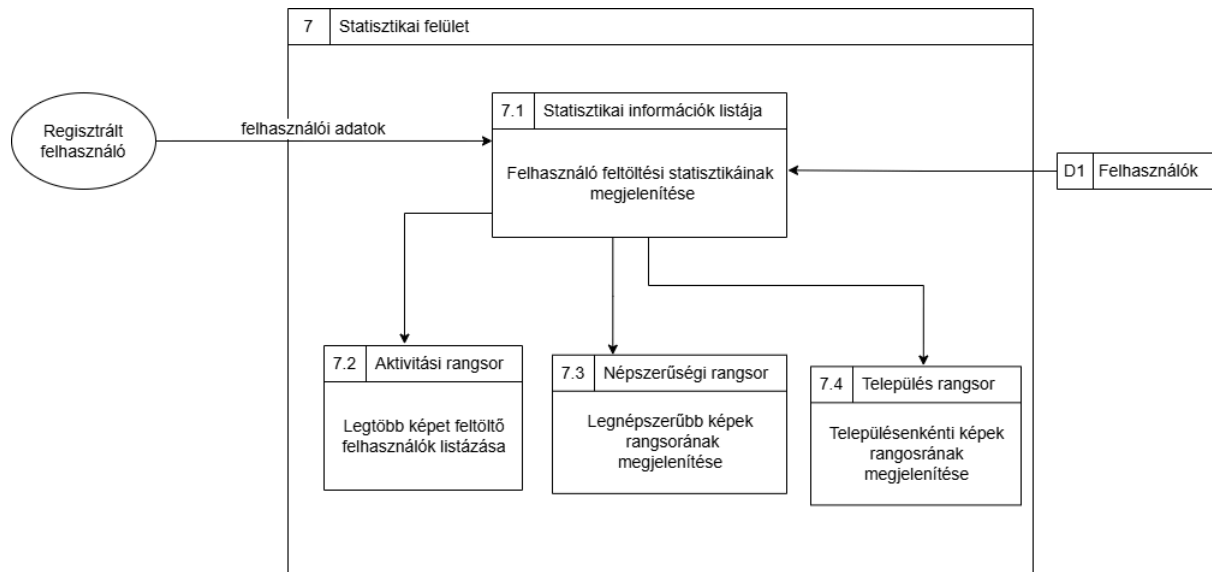 7 Statisztikai felület
7.1 Statisztikai információk listája
Regisztrált
felhasználó
felhasználói adatok
Felhasználó feltöltési statisztikáinak
megjelenítése
D1 Felhasználók
7.2 Aktivitási rangsor
Legtöbb képet feltöltő
felhasználók listázása
7.3 Népszerűségi rangsor
Legnépszerűbb képek
rangsorának
megjelenítése
7.4 Település rangsor
Településenkénti képek
rangosrának
megjelenítése